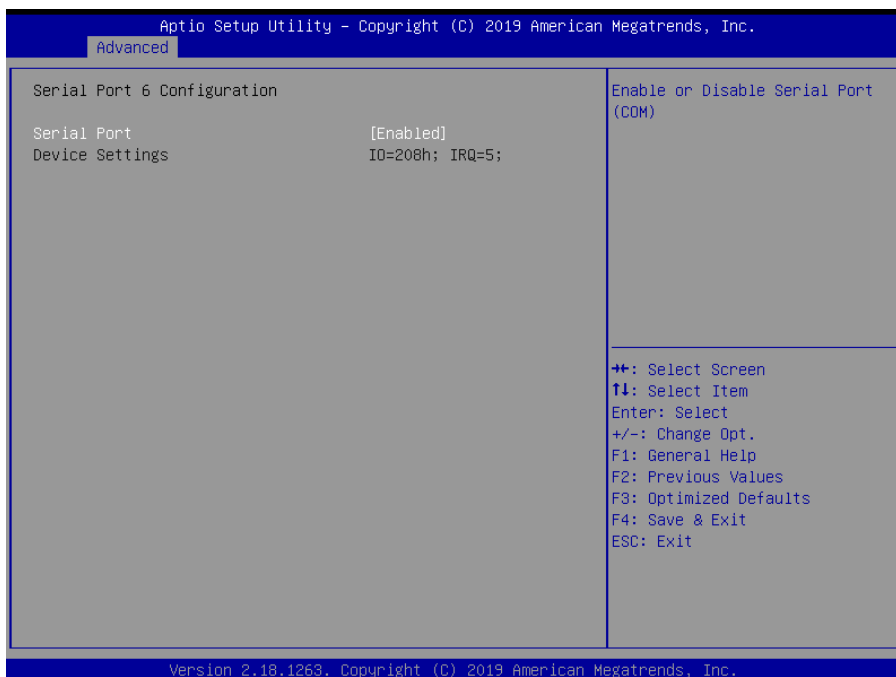 Aptio Setup Utility – Copyright (C) 2019 American Megatrends, Inc.
Advanced
Serial Port 6 Configuration
Serial Port [Enabled]
Device Settings IO=208h; IRQ=5;
Enable or Disable Serial Port
(COM)
→←: Select Screen
↑↓: Select Item
Enter: Select
+/-: Change Opt.
F1: General Help
F2: Previous Values
F3: Optimized Defaults
F4: Save & Exit
ESC: Exit
Version 2.18.1263. Copyright (C) 2019 American Megatrends, Inc.